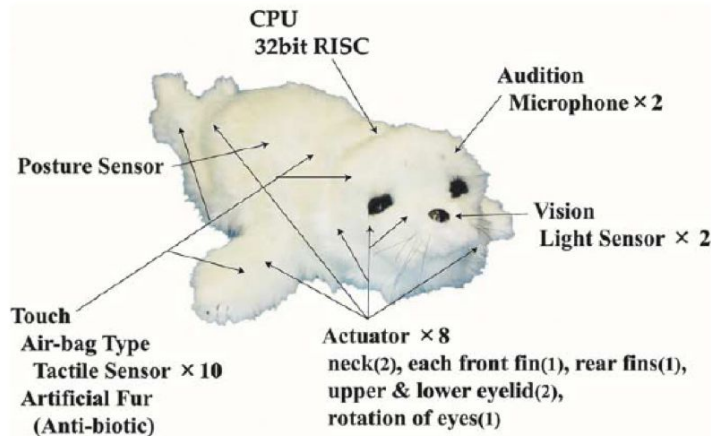 CPU
32bit RISC
Audition
Microphone × 2
Posture Sensor
Vision
Light Sensor × 2
Touch
Air-bag Type
Tactile Sensor × 10
Artificial Fur
(Anti-biotic)
Actuator × 8
neck(2), each front fin(1), rear fins(1),
upper & lower eyelid(2),
rotation of eyes(1)